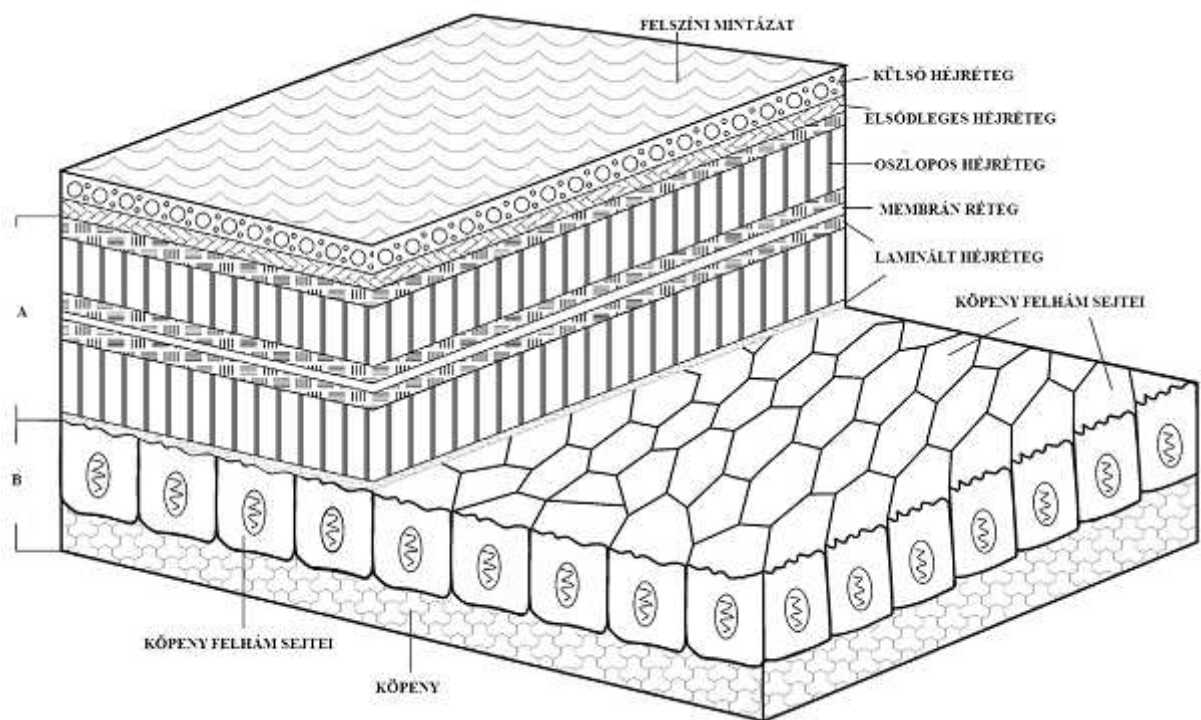 FELSZÍNI MINTÁZAT
KÜLSŐ HÉJRÉTEG
ELSŐDLEGES HÉJRÉTEG
OSZLOPOS HÉJRÉTEG
MEMBRÁN RÉTEG
LAMINÁLT HÉJRÉTEG
KÖPENY FELHÁM SEJTEI
A
B
KÖPENY FELHÁM SEJTEI
KÖPENY